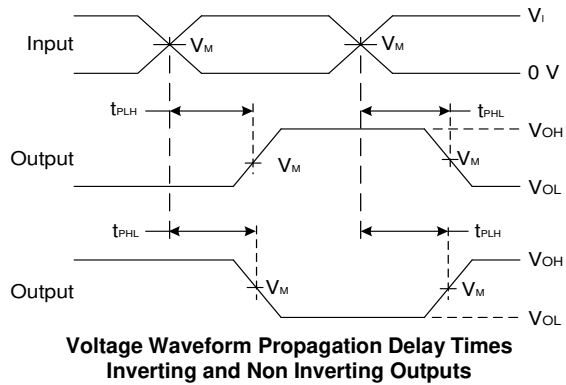 VI
Input
VM
VM
0 V
tPLH
tPHL
VOH
Output
VM
VM
VOL
tPHL
tPLH
VOH
Output
VM
VM
VOL
Voltage Waveform Propagation Delay Times
Inverting and Non Inverting Outputs